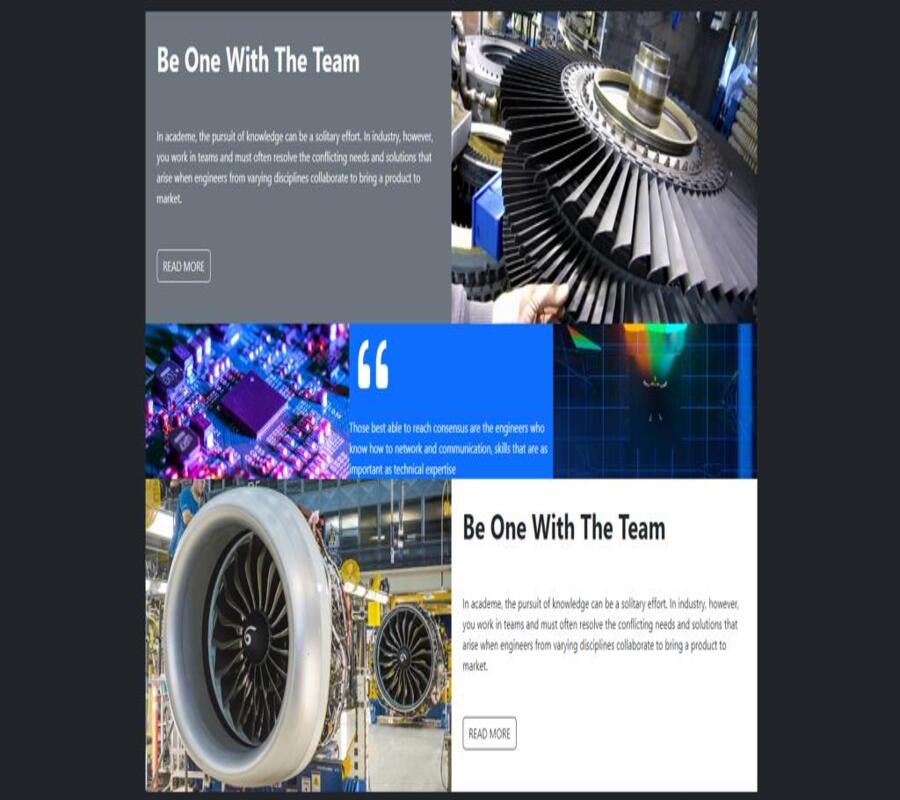 Be One With The Team
In academe, the pursuit of knowledge can be a solitary effort. In industry, however,
you work in teams and must often resolve the conflicting needs and solutions that
arise when engineers from varying disciplines collaborate to bring a product to
market.
READ MORE
“
Those best able to reach consensus are the engineers who
know how to network and communication, skills that are as
important as technical expertise
Be One With The Team
In academe, the pursuit of knowledge can be a solitary effort. In industry, however,
you work in teams and must often resolve the conflicting needs and solutions that
arise when engineers from varying disciplines collaborate to bring a product to
market.
READ MORE